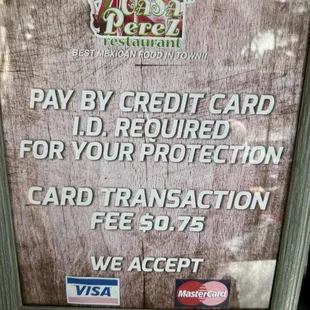 Casa
Perez
restaurant
BEST MEXICAN FOOD IN TOWN!!
PAY BY CREDIT CARD
I.D. REQUIRED
FOR YOUR PROTECTION
CARD TRANSACTION
FEE $0.75
WE ACCEPT
VISA MasterCard